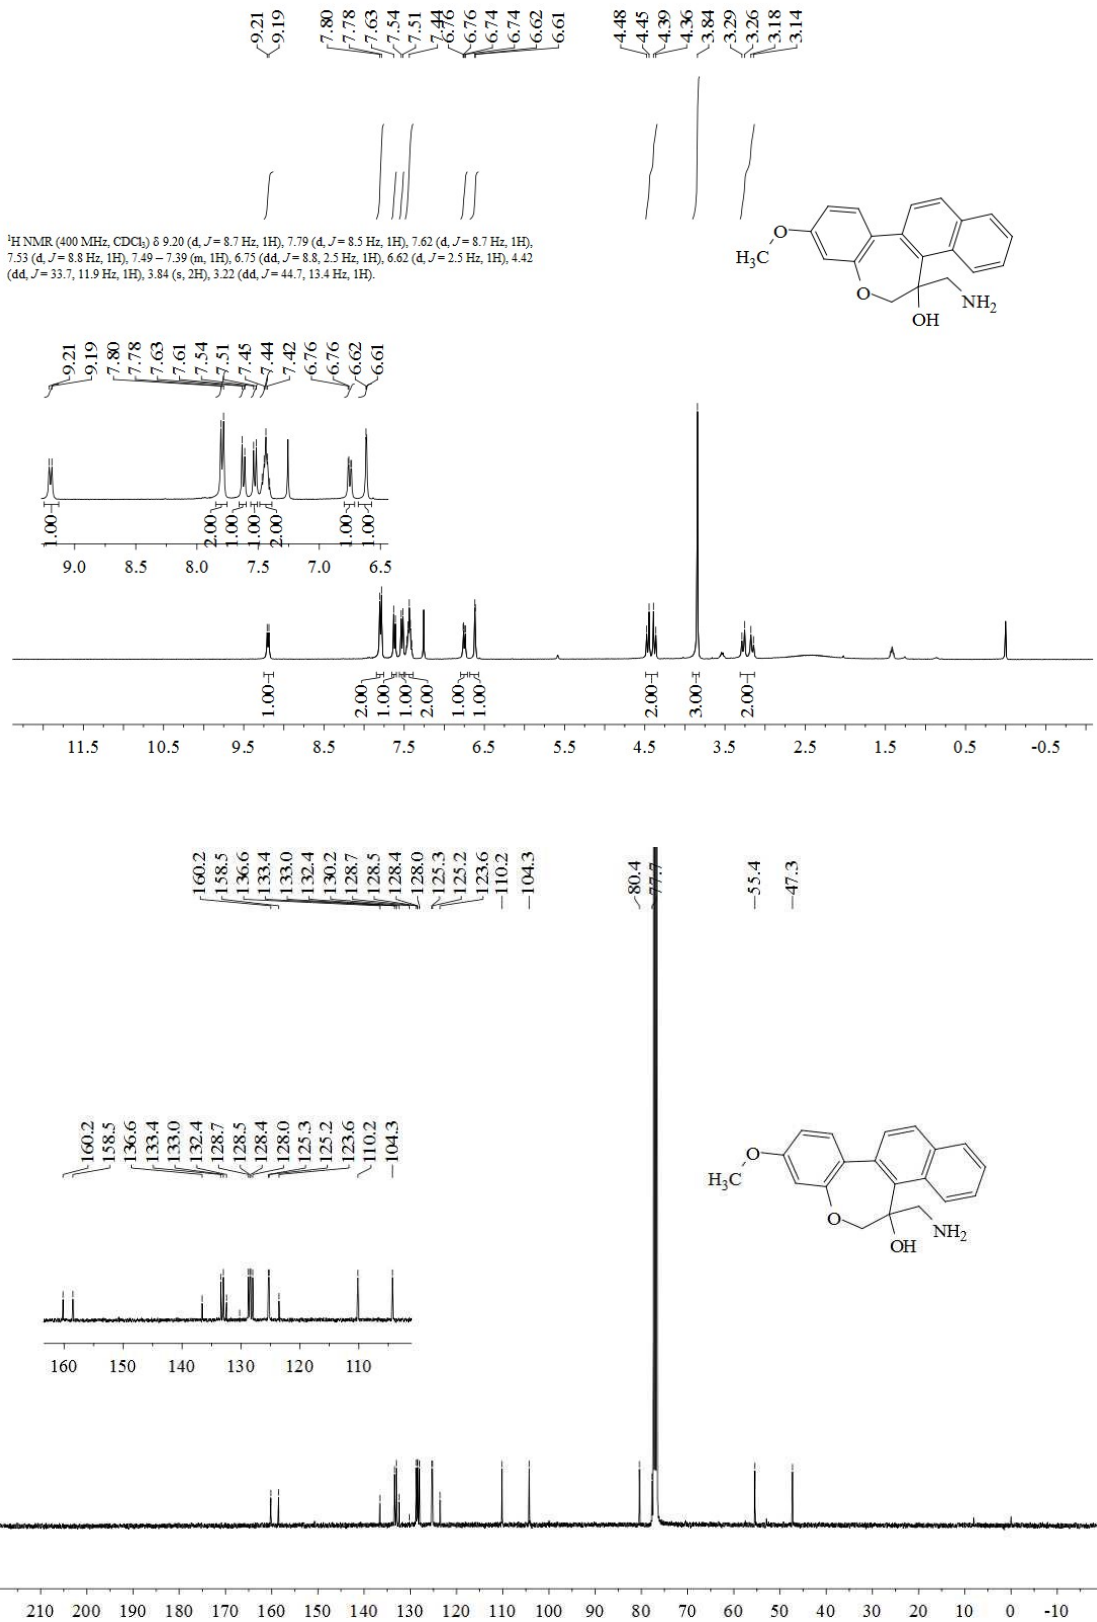 9.21 9.19 7.80 7.78 7.63 7.54 7.51 7.44 6.76 6.76 6.74 6.74 6.62 6.61 4.48 4.45 4.39 4.36 3.84 3.29 3.26 3.18 3.14
¹H NMR (400 MHz, CDCl₃) δ 9.20 (d, J = 8.7 Hz, 1H), 7.79 (d, J = 8.5 Hz, 1H), 7.62 (d, J = 8.7 Hz, 1H),
7.53 (d, J = 8.8 Hz, 1H), 7.49 – 7.39 (m, 1H), 6.75 (dd, J = 8.8, 2.5 Hz, 1H), 6.62 (d, J = 2.5 Hz, 1H), 4.42
(dd, J = 33.7, 11.9 Hz, 1H), 3.84 (s, 2H), 3.22 (dd, J = 44.7, 13.4 Hz, 1H).
O
H₃C
O
NH₂
OH
9.21 9.19 7.80 7.78 7.63 7.61 7.54 7.51 7.45 7.44 7.42 6.76 6.76 6.62 6.61
1.00 2.00 1.00 1.00 2.00 1.00 1.00
9.0 8.5 8.0 7.5 7.0 6.5
1.00 2.00 1.00 1.00 2.00 1.00 1.00 2.00 3.00 2.00
11.5 10.5 9.5 8.5 7.5 6.5 5.5 4.5 3.5 2.5 1.5 0.5 -0.5
160.2 158.5 136.6 133.4 133.0 132.4 130.2 128.7 128.5 128.4 128.0 125.3 125.2 123.6 110.2 104.3 80.4 77.7 55.4 47.3
160.2 158.5 136.6 133.4 133.0 132.4 128.7 128.5 128.4 128.0 125.3 125.2 123.6 110.2 104.3
O
H₃C
O
NH₂
OH
160 150 140 130 120 110
210 200 190 180 170 160 150 140 130 120 110 100 90 80 70 60 50 40 30 20 10 0 -10